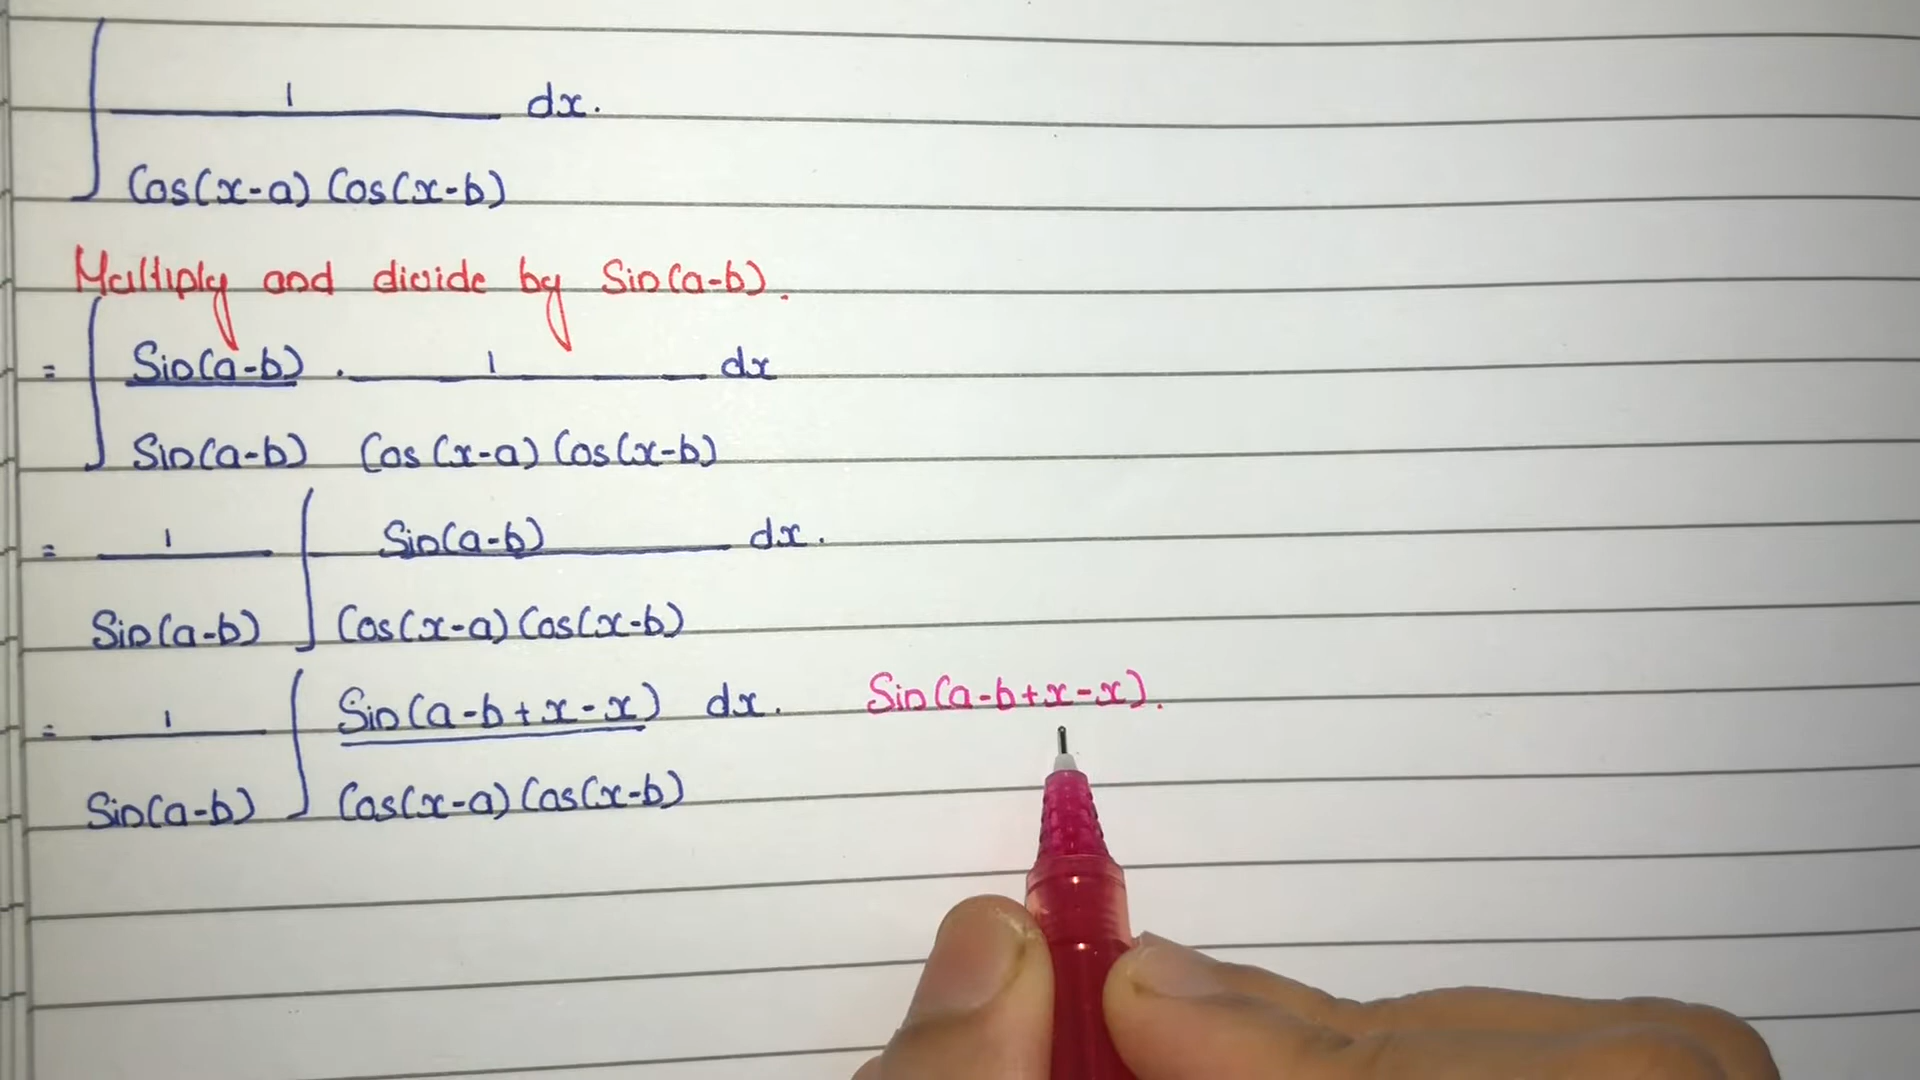 ∫ 1 / Cos(x-a) Cos(x-b) dx.
Multiply and divide by Sin(a-b).
= ∫ Sin(a-b) / Sin(a-b) . 1 / Cos(x-a) Cos(x-b) dx
= 1 / Sin(a-b) ∫ Sin(a-b) / Cos(x-a) Cos(x-b) dx.
= 1 / Sin(a-b) ∫ Sin(a-b+x-x) / Cos(x-a) Cos(x-b) dx. Sin(a-b+x-x).